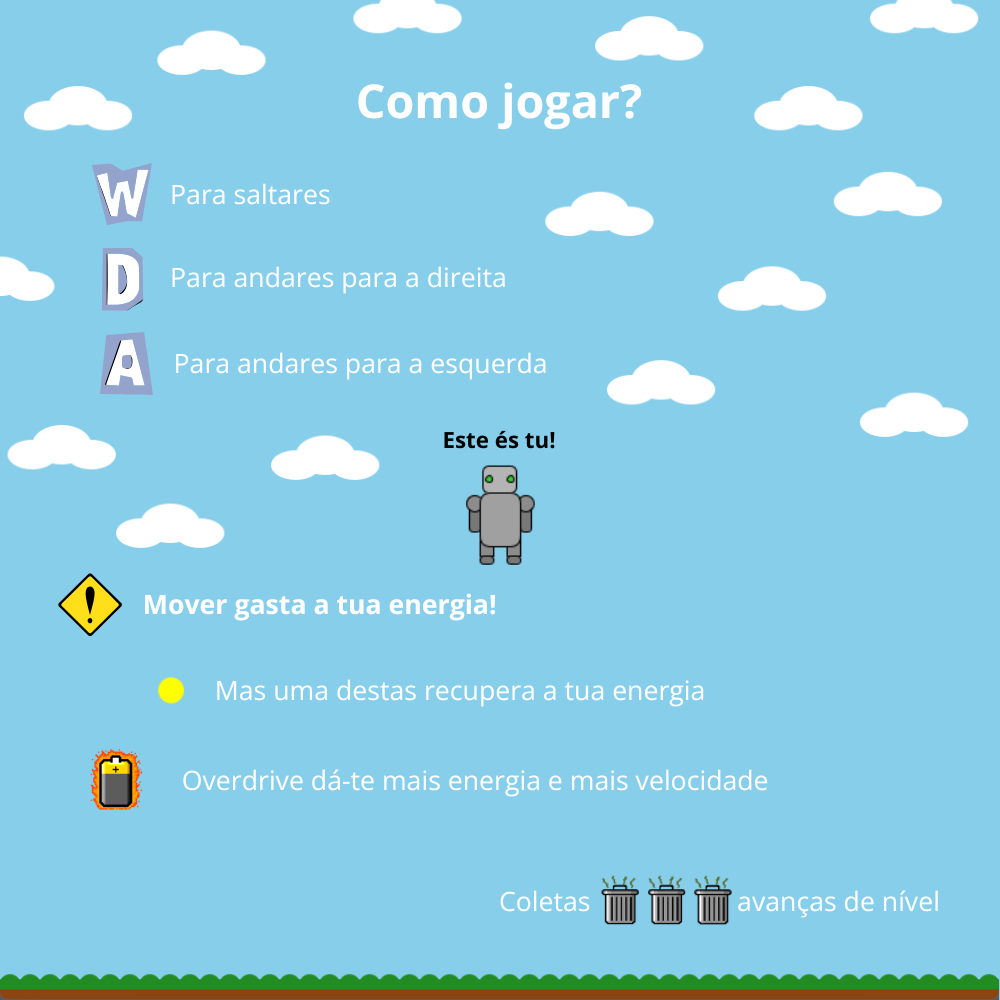 Como jogar?
W Para saltares
D Para andares para a direita
A Para andares para a esquerda
Este és tu!
! Mover gasta a tua energia!
Mas uma destas recupera a tua energia
+ Overdrive dá-te mais energia e mais velocidade
Coletas avanças de nível